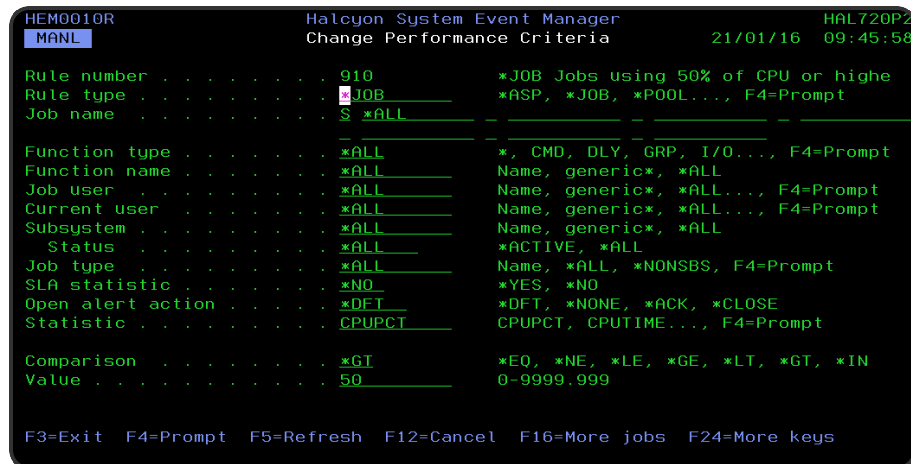 HEM0010R Halcyon System Event Manager HAL720P2
MANL Change Performance Criteria 21/01/16 09:45:58
Rule number . . . . . . . . 910 *JOB Jobs using 50% of CPU or highe
Rule type . . . . . . . . . *JOB *ASP, *JOB, *POOL..., F4=Prompt
Job name . . . . . . . . . S *ALL
Function type . . . . . . . *ALL *, CMD, DLY, GRP, I/O..., F4=Prompt
Function name . . . . . . . *ALL Name, generic*, *ALL
Job user . . . . . . . . . *ALL Name, generic*, *ALL..., F4=Prompt
Current user . . . . . . . *ALL Name, generic*, *ALL..., F4=Prompt
Subsystem . . . . . . . . . *ALL Name, generic*, *ALL
Status . . . . . . . . . *ALL *ACTIVE, *ALL
Job type . . . . . . . . . *ALL Name, *ALL, *NONSBS, F4=Prompt
SLA statistic . . . . . . . *NO *YES, *NO
Open alert action . . . . . *DFT *DFT, *NONE, *ACK, *CLOSE
Statistic . . . . . . . . . CPUPCT CPUPCT, CPUTIME..., F4=Prompt
Comparison . . . . . . . . *GT *EQ, *NE, *LE, *GE, *LT, *GT, *IN
Value . . . . . . . . . . . 50 0-9999.999
F3=Exit F4=Prompt F5=Refresh F12=Cancel F16=More jobs F24=More keys